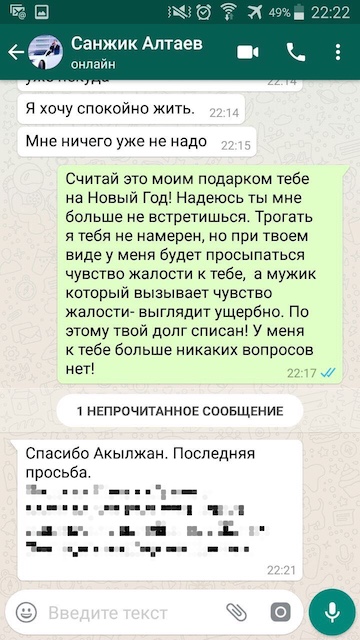 49% 22:22
Санжик Алтаев
онлайн
22:14
Я хочу спокойно жить. 22:14
Мне ничего уже не надо 22:15
Считай это моим подарком тебе
на Новый Год! Надеюсь ты мне
больше не встретишься. Трогать
я тебя не намерен, но при твоем
виде у меня будет просыпаться
чувство жалости к тебе, а мужик
который вызывает чувство
жалости- выглядит ущербно. По
этому твой долг списан! У меня
к тебе больше никаких вопросов
нет!
22:17
1 НЕПРОЧИТАННОЕ СООБЩЕНИЕ
Спасибо Акылжан. Последняя
просьба.
22:21
Введите текст